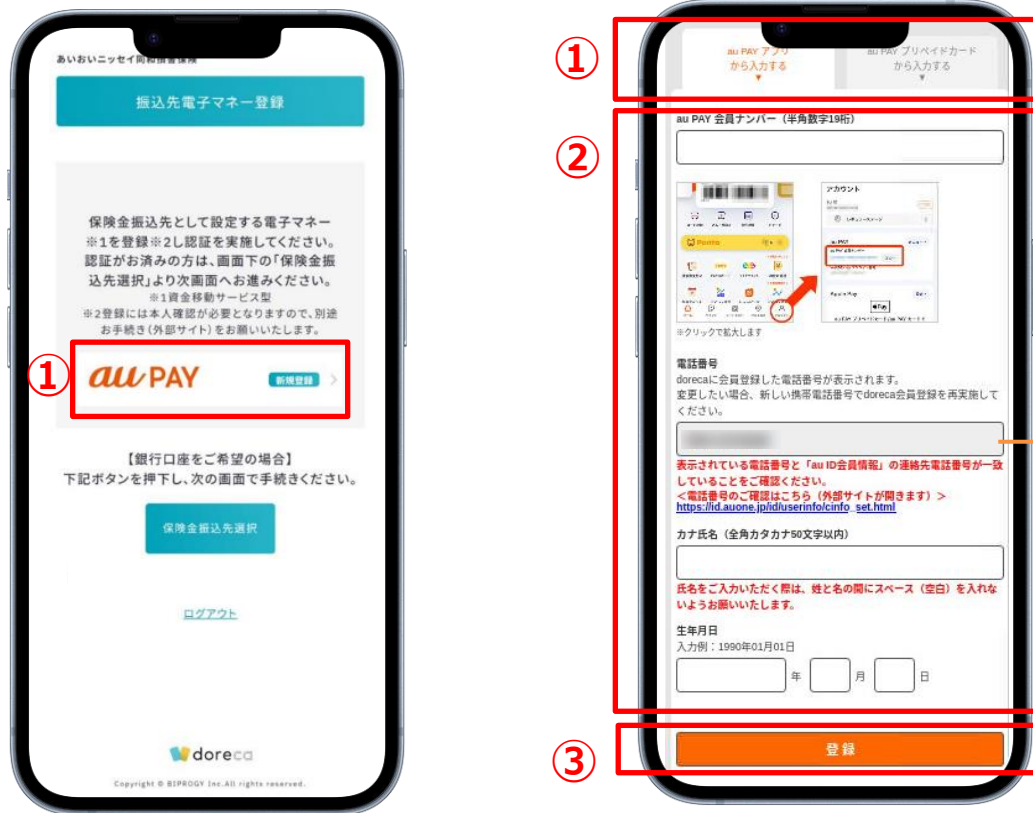 あいおいニッセイ同和損害保険
振込先電子マネー登録
保険金振込先として設定する電子マネー
※1を登録※2し認証を実施してください。
認証がお済みの方は、画面下の「保険金振
込先選択」より次画面へお進みください。
※1資金移動サービス型
※2登録には本人確認が必要となりますので、別途
お手続き(外部サイト)をお願いいたします。
①
au PAY
新規登録
【銀行口座をご希望の場合】
下記ボタンを押下し、次の画面で手続きください。
保険金振込先選択
ログアウト
doreca
Copyright © BIPROGY Inc.All rights reserved.
①
au PAY アプリ
から入力する
▼
au PAY プリペイドカード
から入力する
▼
②
au PAY 会員ナンバー（半角数字19桁）
アカウント
Pontaa
au PAY
Apple Pay
※クリックで拡大します
電話番号
dorecaに会員登録した電話番号が表示されます。
変更したい場合、新しい携帯電話番号でdoreca会員登録を再実施して
ください。
表示されている電話番号と「au ID会員情報」の連絡先電話番号が一致
していることをご確認ください。
＜電話番号のご確認はこちら（外部サイトが開きます）＞
https://id.auone.jp/id/userinfo/cinfo_set.html
カナ氏名（全角カタカナ50文字以内）
氏名をご入力いただく際は、姓と名の間にスペース（空白）を入れな
いようお願いいたします。
生年月日
入力例：1990年01月01日
年 月 日
③
登録